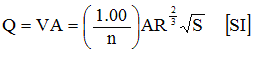 Q = VA = (1.00/n) AR^(2/3) √S [SI]